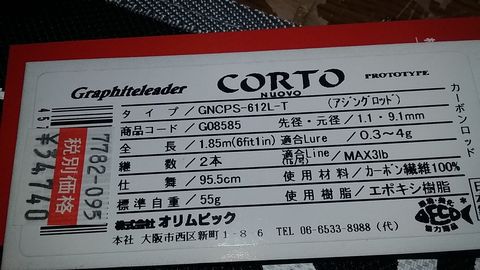 Graphiteleader CORTO NUOVO PROTOTYPE
タイプ / GNCPS-612L-T (アジングロッド)
商品コード / G08585 先径・元径 / 1.1・9.1mm
全長 / 1.85m(6fit1in) 適合Lure / 0.3〜4g
継数 / 2本 適合Line(伍尾) / MAX3lb
仕舞 / 95.5cm 使用材料 / カーボン繊維100%
標準自重 / 55g 使用樹脂 / エポキシ樹脂
株式会社 オリムピック
本社 大阪市西区新町1-8-6 TEL 06-6533-8988 (代)
カーボンロッド
税別価格
7782-095
¥34740